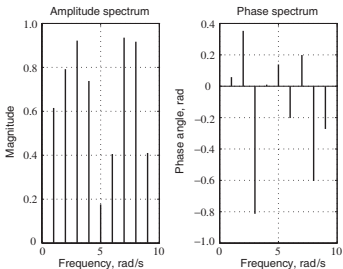 Amplitude spectrum
1.0
0.8
0.6
0.4
0.2
0
0 5 10
Magnitude
Frequency, rad/s
Phase spectrum
0.4
0.2
0
−0.2
−0.4
−0.6
−0.8
−1.0
0 5 10
Phase angle, rad
Frequency, rad/s